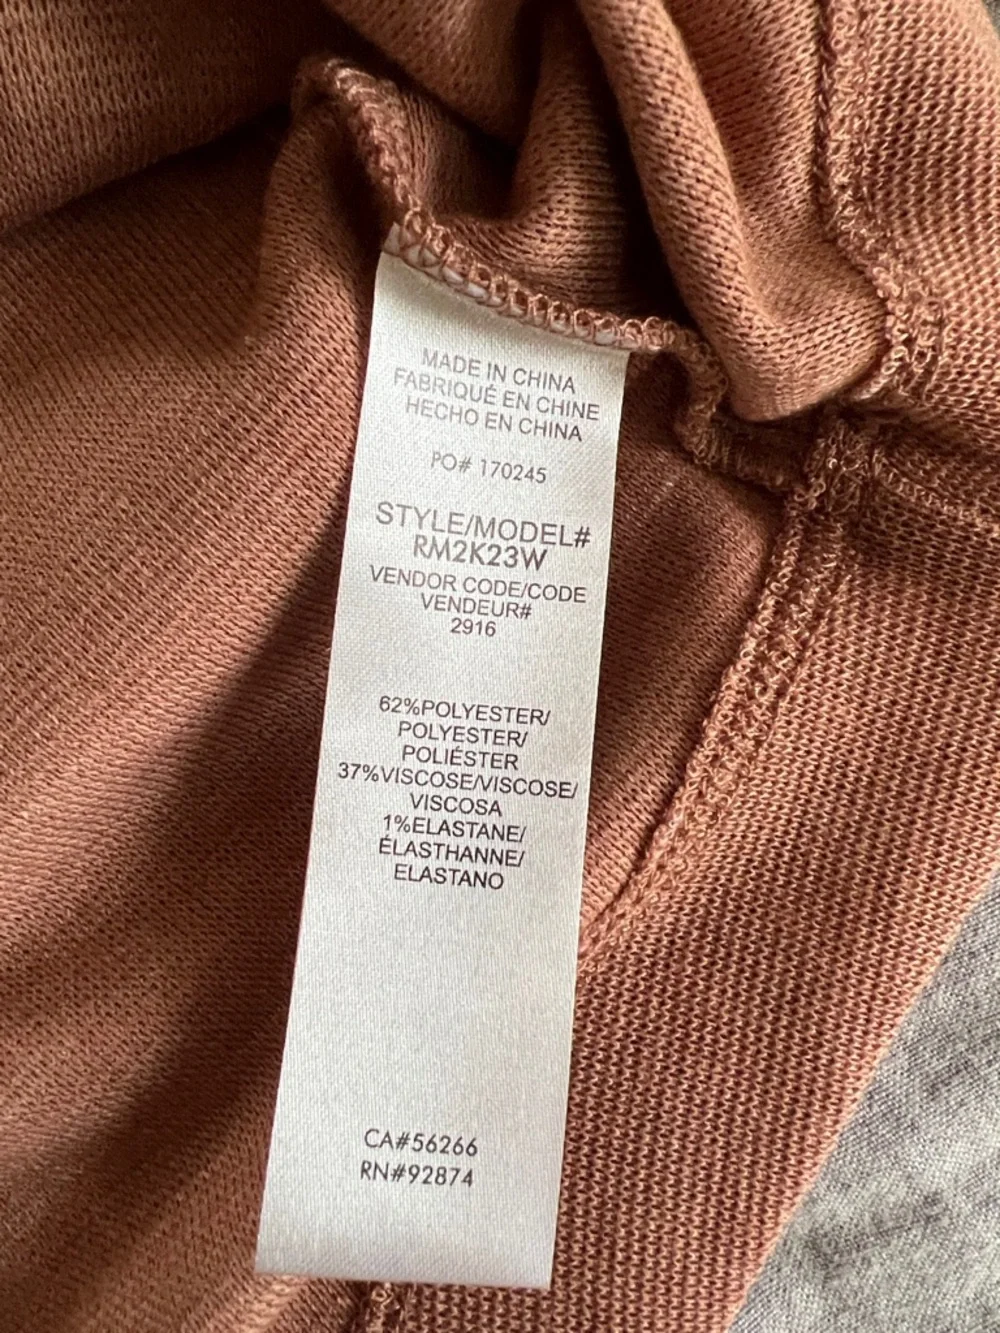 MADE IN CHINA
FABRIQUÉ EN CHINE
HECHO EN CHINA
PO# 170245
STYLE/MODEL#
RM2K23W
VENDOR CODE/CODE
VENDEUR#
2916
62%POLYESTER/
POLYESTER/
POLIÉSTER
37%VISCOSE/VISCOSE/
VISCOSA
1%ELASTANE/
ÉLASTHANNE/
ELASTANO
CA#56266
RN#92874